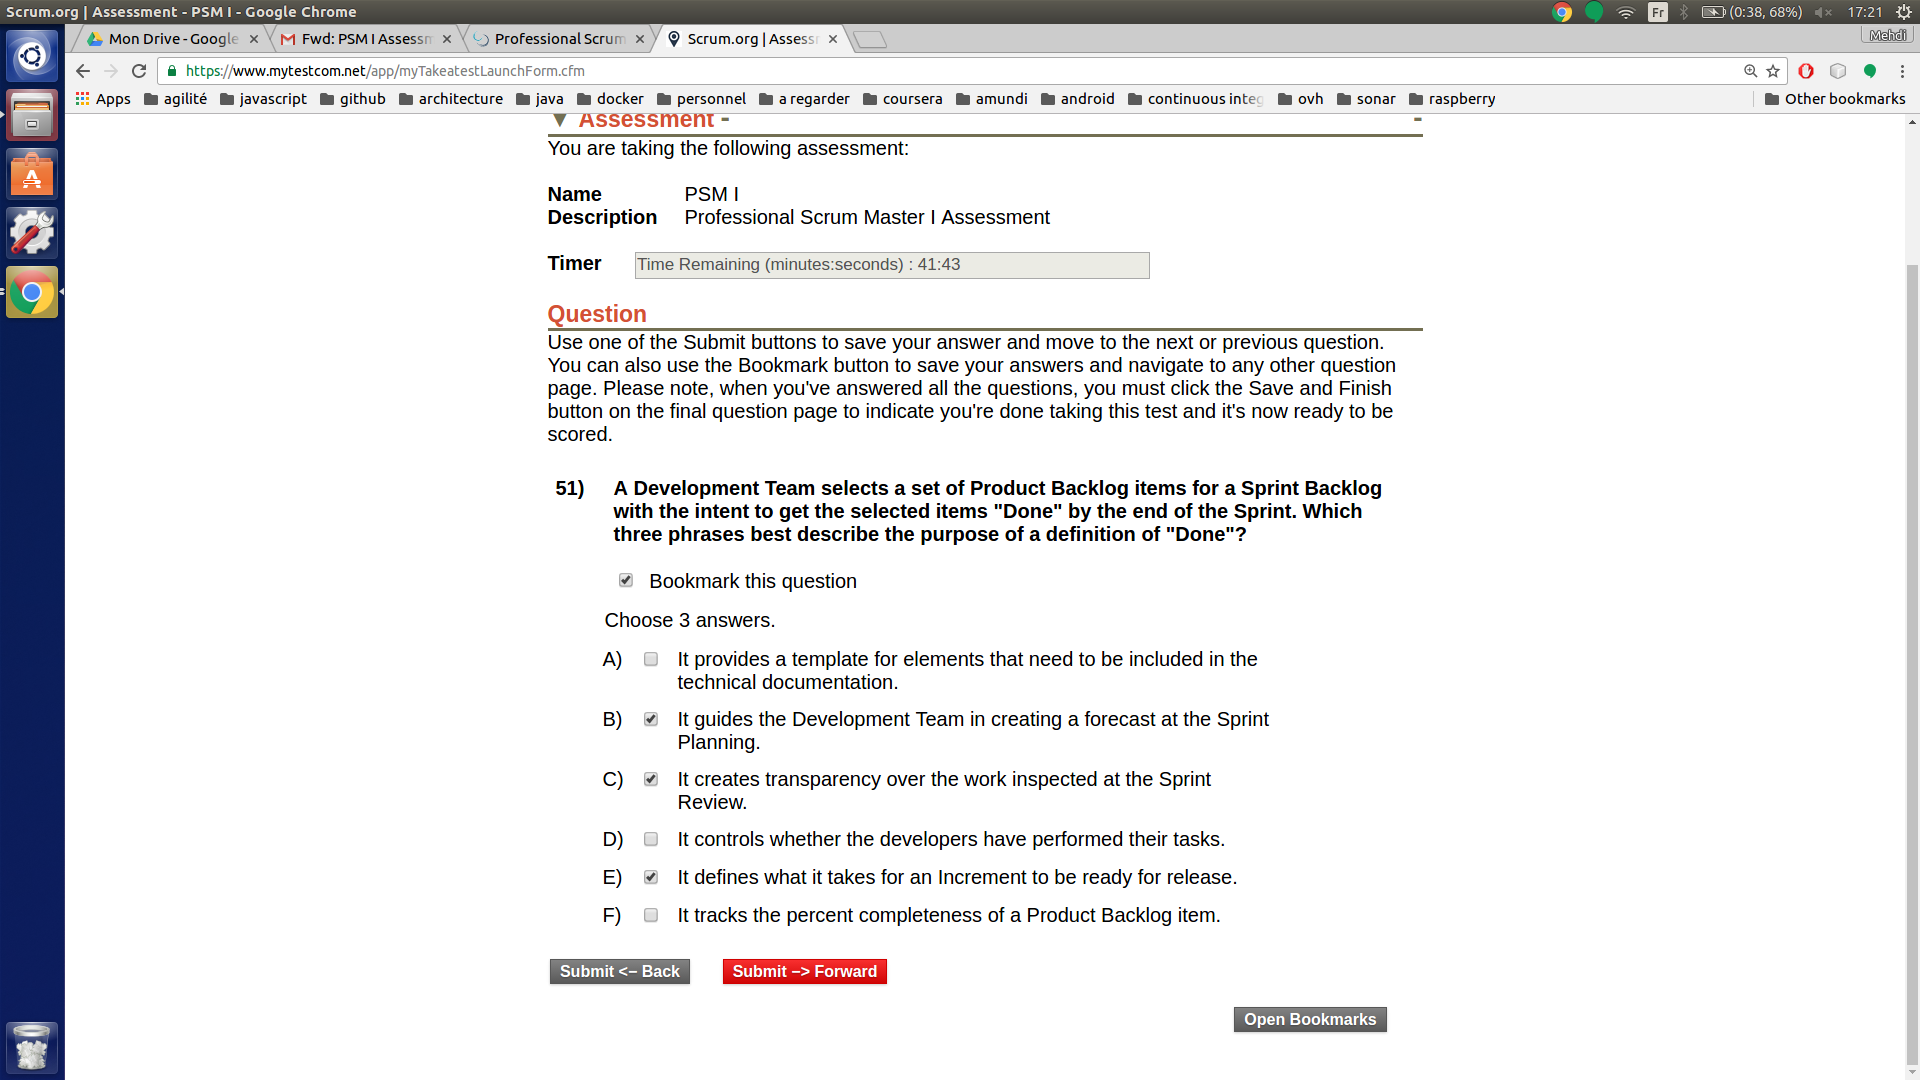 Scrum.org | Assessment - PSM I - Google Chrome
Fr
(0:38, 68%)
17:21
Mon Drive - Google
Fwd: PSM I Assessm
Professional Scrum
Scrum.org | Assess
Mehdi
https://www.mytestcom.net/app/myTakeatestLaunchForm.cfm
Apps
agilité
javascript
github
architecture
java
docker
personnel
a regarder
coursera
amundi
android
continuous integ
ovh
sonar
raspberry
Other bookmarks
▼ Assessment - -
You are taking the following assessment:
Name PSM I
Description Professional Scrum Master I Assessment
Timer Time Remaining (minutes:seconds) : 41:43
Question
Use one of the Submit buttons to save your answer and move to the next or previous question.
You can also use the Bookmark button to save your answers and navigate to any other question
page. Please note, when you've answered all the questions, you must click the Save and Finish
button on the final question page to indicate you're done taking this test and it's now ready to be
scored.
51) A Development Team selects a set of Product Backlog items for a Sprint Backlog
with the intent to get the selected items "Done" by the end of the Sprint. Which
three phrases best describe the purpose of a definition of "Done"?
Bookmark this question
Choose 3 answers.
A) It provides a template for elements that need to be included in the
technical documentation.
B) It guides the Development Team in creating a forecast at the Sprint
Planning.
C) It creates transparency over the work inspected at the Sprint
Review.
D) It controls whether the developers have performed their tasks.
E) It defines what it takes for an Increment to be ready for release.
F) It tracks the percent completeness of a Product Backlog item.
Submit <− Back
Submit −> Forward
Open Bookmarks